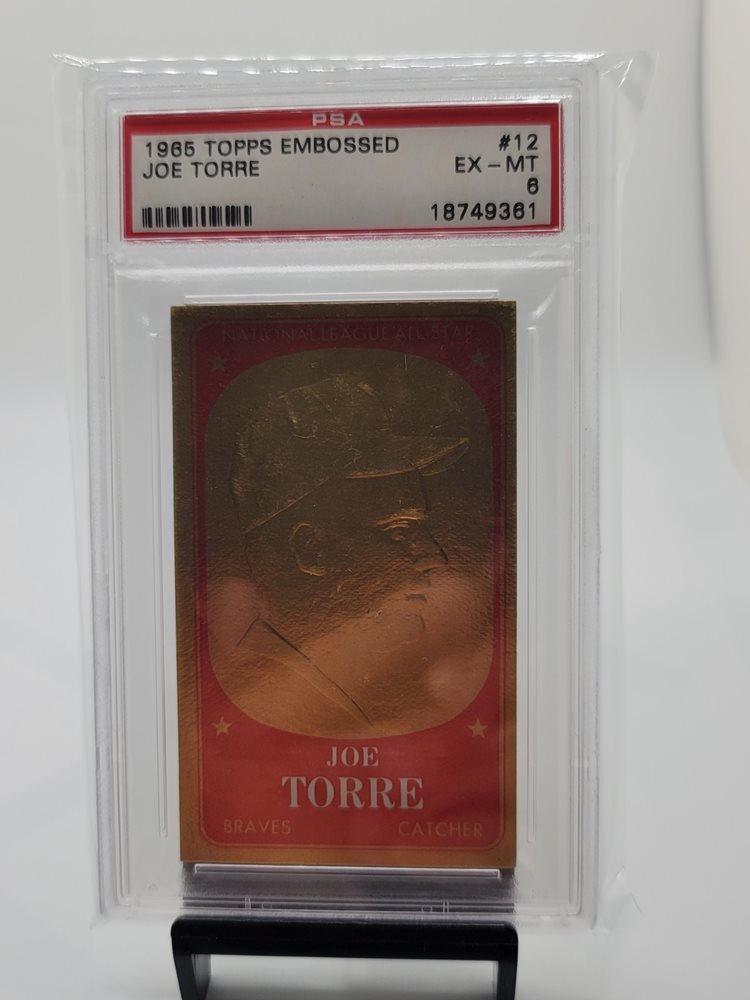 PSA
1965 TOPPS EMBOSSED #12
JOE TORRE EX-MT
6
18749361
NATIONAL LEAGUE ALL-STAR
JOE
TORRE
BRAVES CATCHER